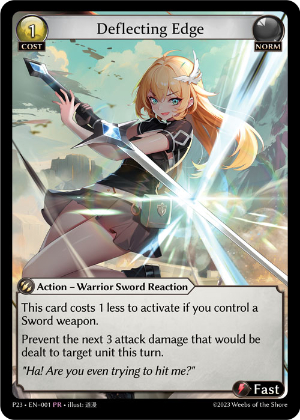 1
COST
Deflecting Edge
NORM
Action – Warrior Sword Reaction
This card costs 1 less to activate if you control a
Sword weapon.
Prevent the next 3 attack damage that would
be dealt to target unit this turn.
"Ha! Are you even trying to hit me?"
Fast
P23 • EN–001 PR • illust:
©2023 Weebs of the Shore